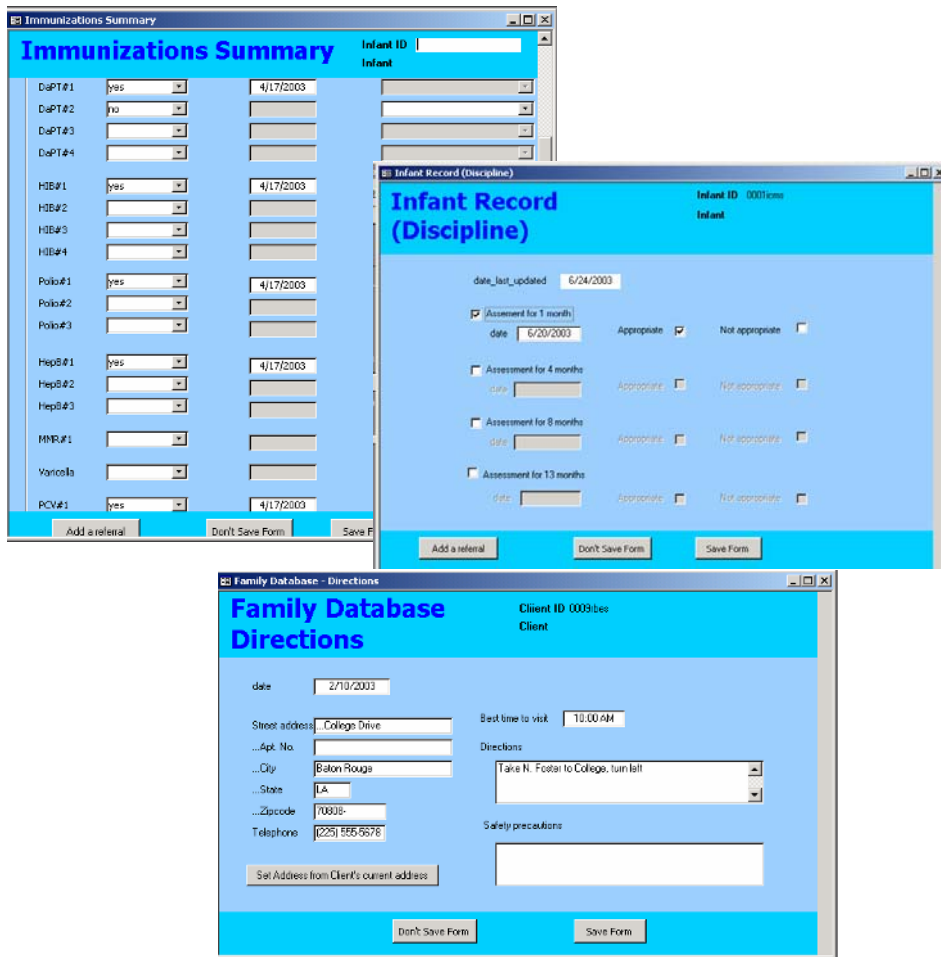 Immunizations Summary
Immunizations Summary
Infant ID
Infant
DaPT#1 yes 4/17/2003
DaPT#2 no
DaPT#3
DaPT#4
HIB#1 yes 4/17/2003
HIB#2
HIB#3
HIB#4
Polio#1 yes 4/17/2003
Polio#2
Polio#3
HepB#1 yes 4/17/2003
HepB#2
HepB#3
MMR#1
Varicella
PCV#1 yes 4/17/2003
Add a referral Don't Save Form Save F
Infant Record (Discipline)
Infant Record
(Discipline)
Infant ID 0001icms
Infant
date_last_updated 6/24/2003
Assement for 1 month
date 6/20/2003 Appropriate Not appropriate
Assessment for 4 months
date Appropriate Not appropriate
Assessment for 8 months
date Appropriate Not appropriate
Assessment for 13 months
date Appropriate Not appropriate
Add a referral Don't Save Form Save Form
Family Database - Directions
Family Database
Directions
Cliient ID 0009rbes
Client
date 2/10/2003
Street address ...College Drive
...Apt. No.
...City Baton Rouge
...State LA
...Zipcode 70808-
Telephone (225) 555-5678
Set Address from Client's current address
Best time to visit 10:00 AM
Directions
Take N. Foster to College, turn left
Safety precautions
Don't Save Form Save Form